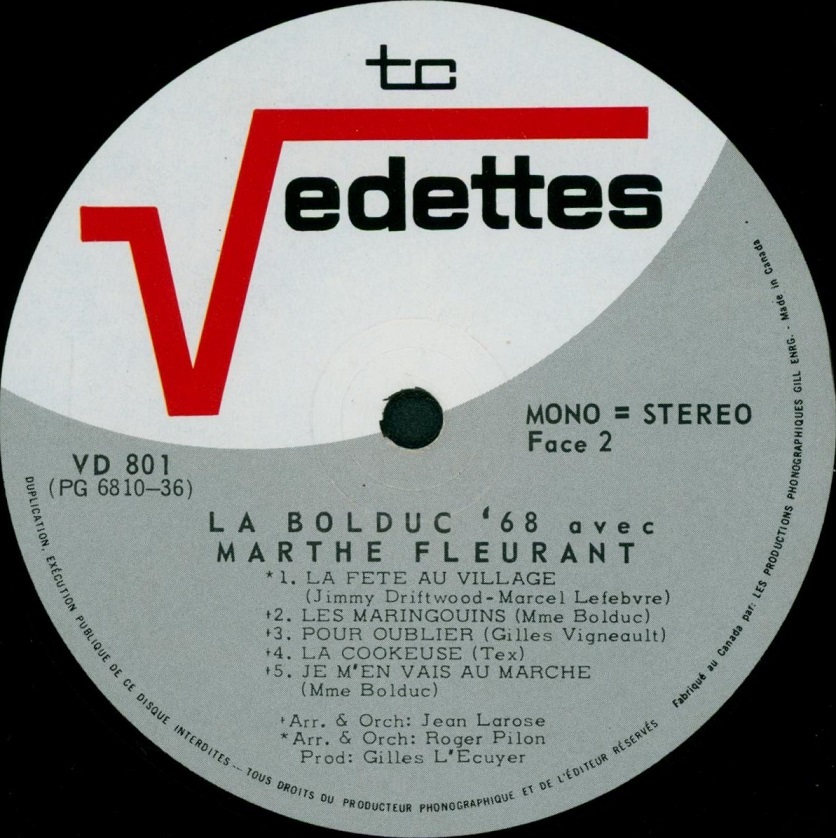 tc
Vedettes
MONO = STEREO
Face 2
VD 801
(PG 6810—36)
LA BOLDUC '68 avec
MARTHE FLEURANT
*1. LA FETE AU VILLAGE
(Jimmy Driftwood-Marcel Lefebvre)
+2. LES MARINGOUINS (Mme Bolduc)
+3. POUR OUBLIER (Gilles Vigneault)
+4. LA COOKEUSE (Tex)
+5. JE M'EN VAIS AU MARCHE
(Mme Bolduc)
+Arr. & Orch: Jean Larose
*Arr. & Orch: Roger Pilon
Prod: Gilles L'Ecuyer
DUPLICATION, EXÉCUTION PUBLIQUE DE CE DISQUE INTERDITES — TOUS DROITS DU PRODUCTEUR PHONOGRAPHIQUE ET DE L'ÉDITEUR RÉSERVÉS
Fabriqué au Canada par: LES PRODUCTIONS PHONOGRAPHIQUES GILL ENRG. - Made in Canada